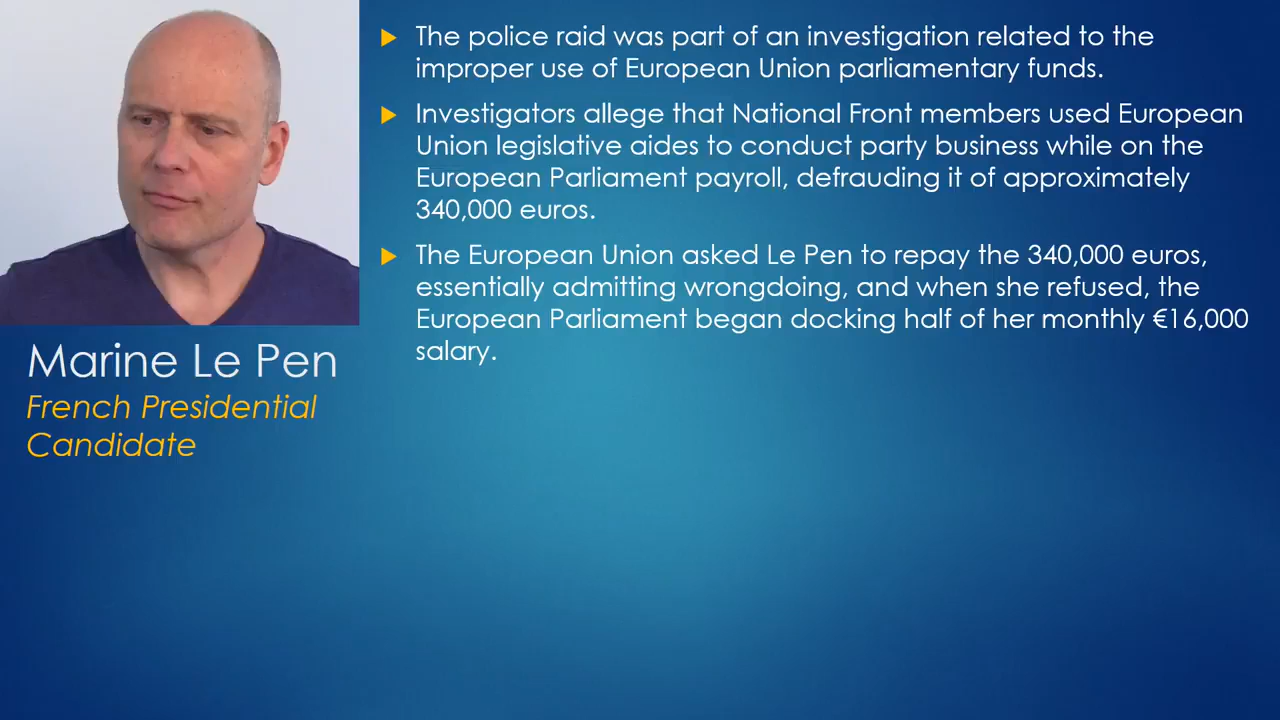 The police raid was part of an investigation related to the
improper use of European Union parliamentary funds.
Investigators allege that National Front members used European
Union legislative aides to conduct party business while on the
European Parliament payroll, defrauding it of approximately
340,000 euros.
The European Union asked Le Pen to repay the 340,000 euros,
essentially admitting wrongdoing, and when she refused, the
European Parliament began docking half of her monthly €16,000
salary.
Marine Le Pen
French Presidential
Candidate